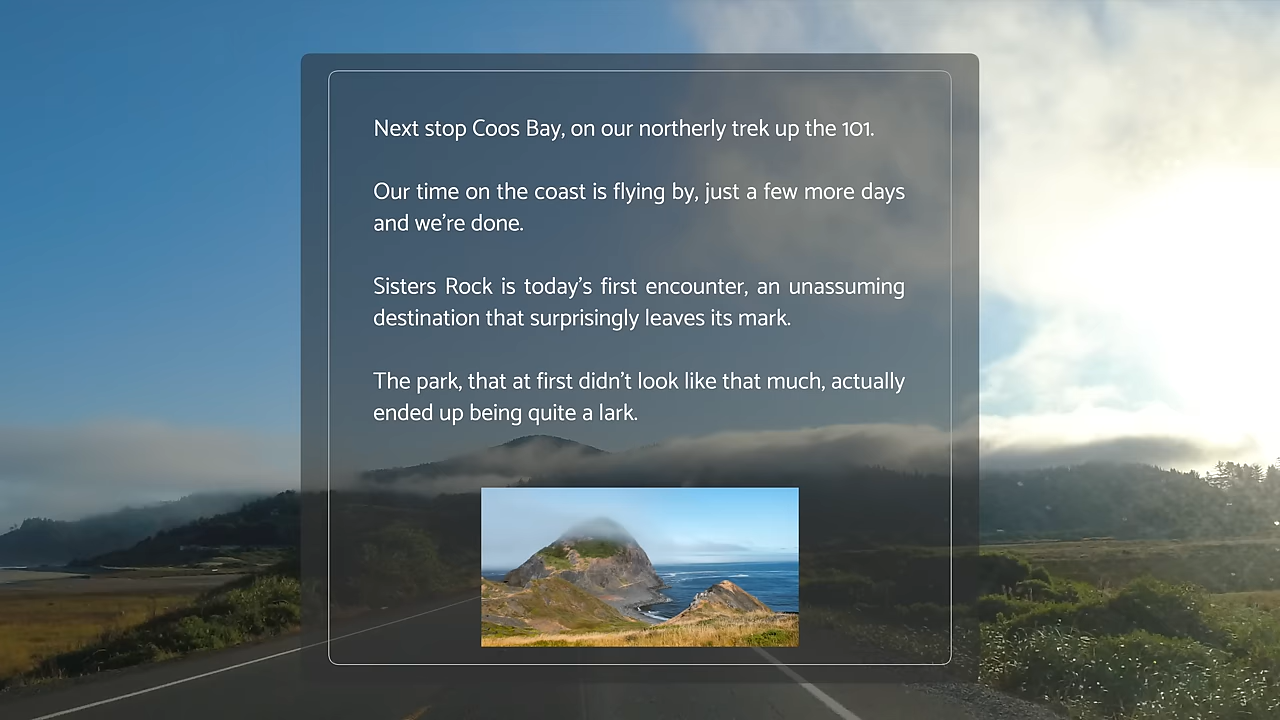 Next stop Coos Bay, on our northerly trek up the 101.
Our time on the coast is flying by, just a few more days
and we’re done.
Sisters Rock is today’s first encounter, an unassuming
destination that surprisingly leaves its mark.
The park, that at first didn’t look like that much, actually
ended up being quite a lark.